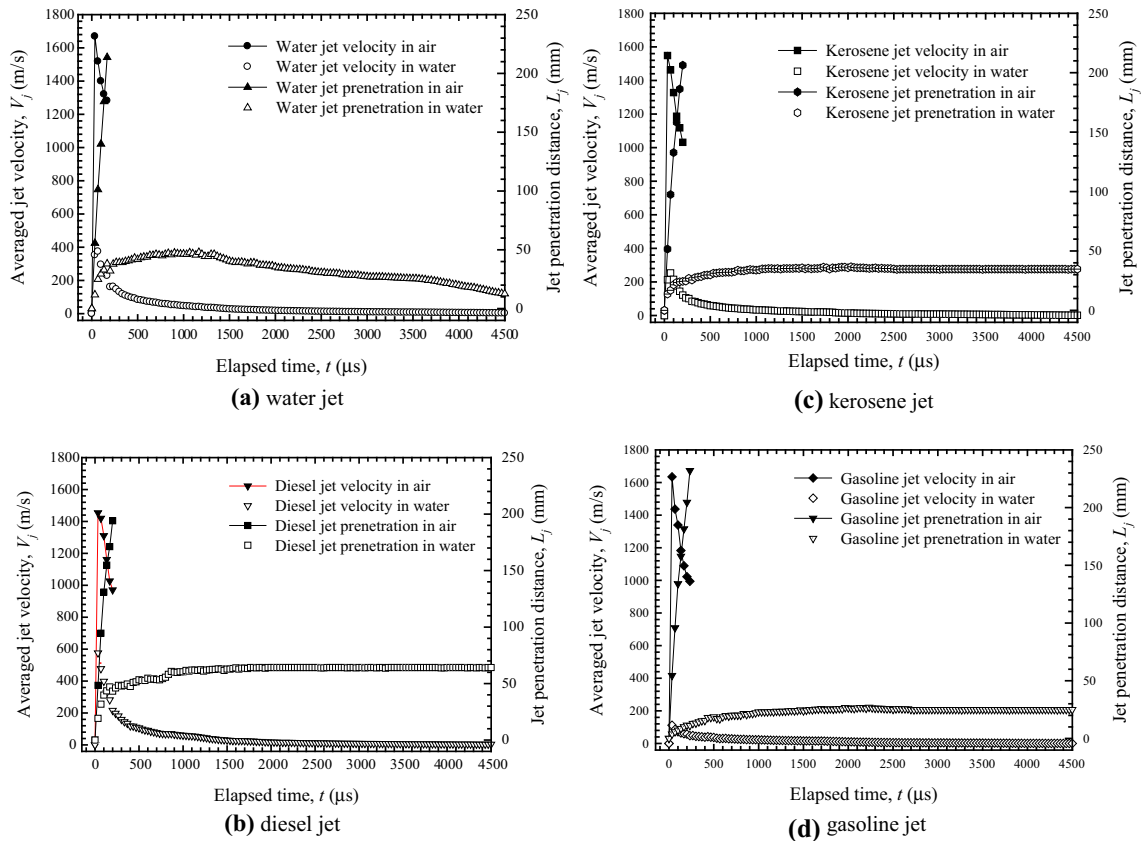 1800
1600
1400
1200
1000
800
600
400
200
0
Averaged jet velocity, V_j (m/s)
Water jet velocity in air
Water jet velocity in water
Water jet prenetration in air
Water jet prenetration in water
250
200
150
100
50
0
Jet penetration distance, L_j (mm)
0 500 1000 1500 2000 2500 3000 3500 4000 4500
Elapsed time, t (μs)
(a) water jet
1800
1600
1400
1200
1000
800
600
400
200
0
Averaged jet velocity, V_j (m/s)
Kerosene jet velocity in air
Kerosene jet velocity in water
Kerosene jet prenetration in air
Kerosene jet prenetration in water
250
200
150
100
50
0
Jet penetration distance, L_j (mm)
0 500 1000 1500 2000 2500 3000 3500 4000 4500
Elapsed time, t (μs)
(c) kerosene jet
1800
1600
1400
1200
1000
800
600
400
200
0
Averaged jet velocity, V_j (m/s)
Diesel jet velocity in air
Diesel jet velocity in water
Diesel jet prenetration in air
Diesel jet prenetration in water
250
200
150
100
50
0
Jet penetration distance, L_j (mm)
0 500 1000 1500 2000 2500 3000 3500 4000 4500
Elapsed time, t (μs)
(b) diesel jet
1800
1600
1400
1200
1000
800
600
400
200
0
Averaged jet velocity, V_j (m/s)
Gasoline jet velocity in air
Gasoline jet velocity in water
Gasoline jet prenetration in air
Gasoline jet prenetration in water
250
200
150
100
50
0
Jet penetration distance, L_j (mm)
0 500 1000 1500 2000 2500 3000 3500 4000 4500
Elapsed time, t (μs)
(d) gasoline jet